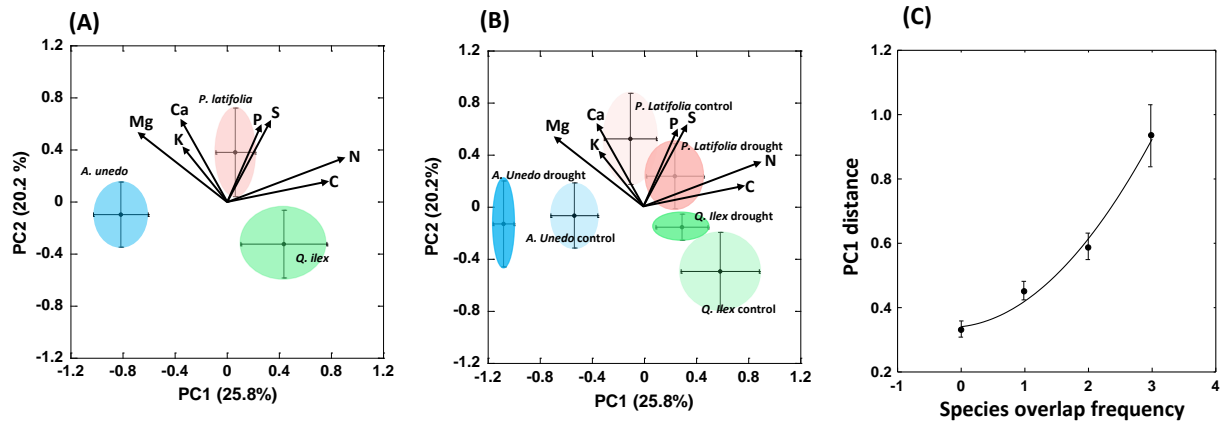 (A)
1.2
0.8
0.4
0
-0.4
-0.8
-1.2
PC2 (20.2 %)
-1.2 -0.8 -0.4 0 0.4 0.8 1.2
PC1 (25.8%)
P. latifolia
Ca
Mg
K
P
S
N
C
A. unedo
Q. ilex
(B)
1.2
0.8
0.4
0
-0.4
-0.8
-1.2
PC2 (20.2%)
-1.2 -0.8 -0.4 0 0.4 0.8 1.2
PC1 (25.8%)
P. Latifolia control
Ca
Mg
K
P
S
P. Latifolia drought
N
C
A. Unedo drought
A. Unedo control
Q. Ilex drought
Q. Ilex control
(C)
1.2
1.0
0.8
0.6
0.4
0.2
PC1 distance
-1 0 1 2 3 4
Species overlap frequency